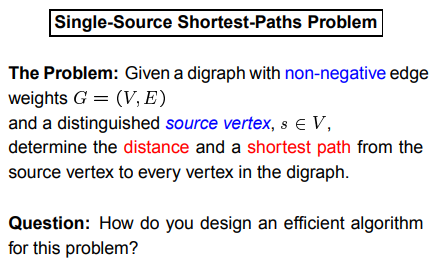 Single-Source Shortest-Paths Problem
The Problem: Given a digraph with non-negative edge
weights G = (V, E)
and a distinguished source vertex, s ∈ V,
determine the distance and a shortest path from the
source vertex to every vertex in the digraph.
Question: How do you design an efficient algorithm
for this problem?